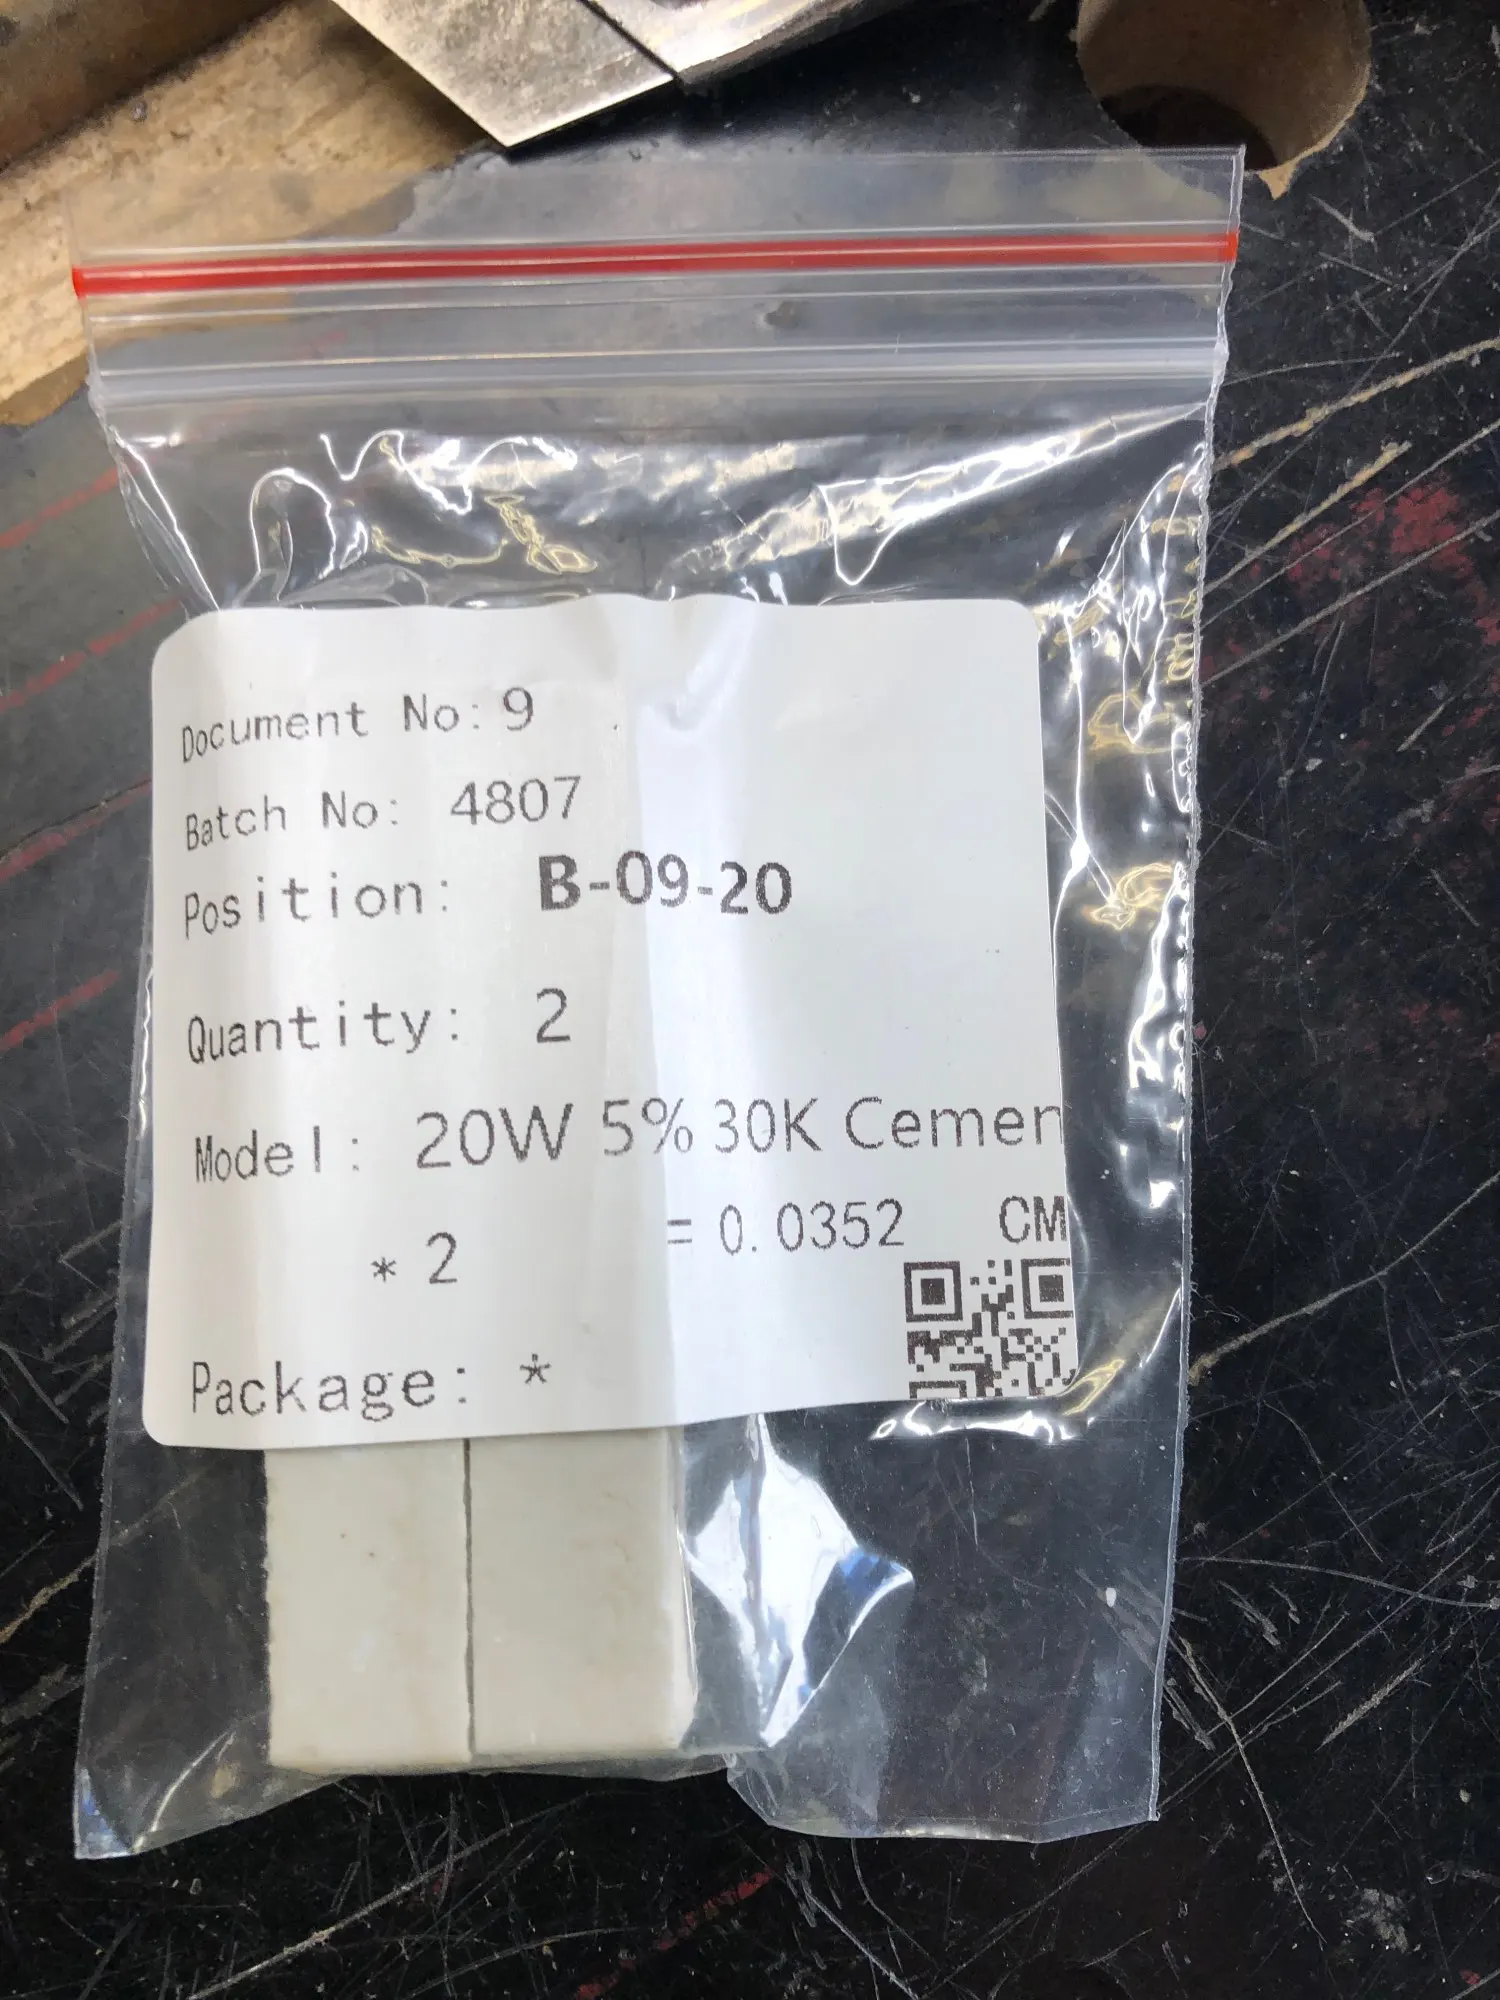 Document No: 9
Batch No: 4807
Position: B-09-20
Quantity: 2
Model: 20W 5% 30K Cemen
* 2 = 0.0352 CM
Package: *